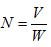 N = V/W